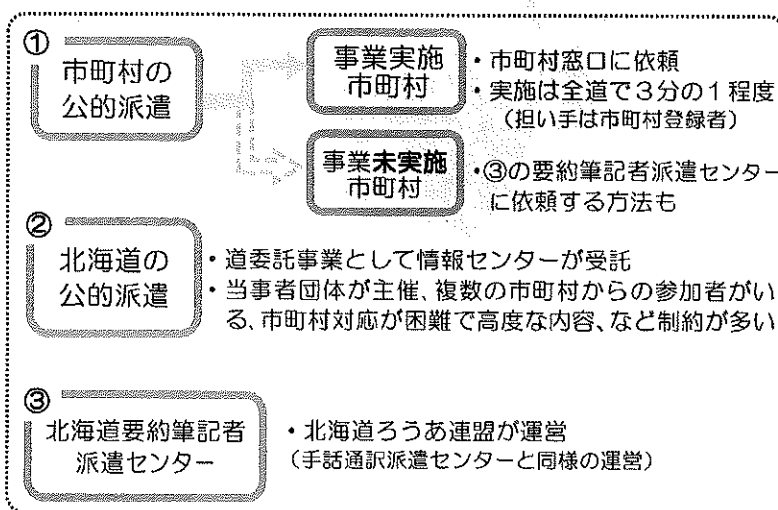 ①
市町村の
公的派遣
事業実施
市町村
・市町村窓口に依頼
・実施は全道で3分の1程度
（担い手は市町村登録者）
事業未実施
市町村
・③の要約筆記者派遣センター
に依頼する方法も
②
北海道の
公的派遣
・道委託事業として情報センターが受託
・当事者団体が主催、複数の市町村からの参加者がい
る、市町村対応が困難で高度な内容、など制約が多い
③
北海道要約筆記者
派遣センター
・北海道ろうあ連盟が運営
（手話通訳派遣センターと同様の運営）